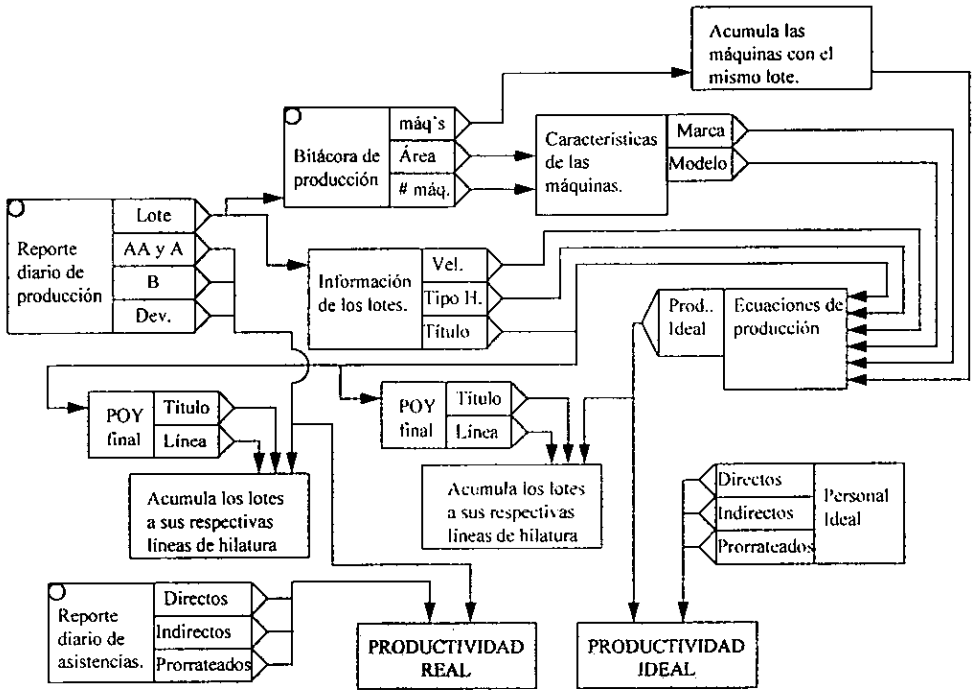 Acumula las
máquinas con el
mismo lote.
Bitácora de
producción
máq`s
Área
# máq.
Características
de las
máquinas.
Marca
Modelo
Reporte
diario de
producción
Lote
AA y A
B
Dev.
Información
de los lotes.
Vel.
Tipo H.
Título
Prod..
Ideal
Ecuaciones de
producción
POY
final
Titulo
Línea
POY
final
Título
Línea
Acumula los lotes
a sus respectivas
líneas de hilatura
Acumula los lotes
a sus respectivas
líneas de hilatura
Directos
Indirectos
Prorrateados
Personal
Ideal
Reporte
diario de
asistencias.
Directos
Indirectos
Prorrateados
PRODUCTIVIDAD
REAL
PRODUCTIVIDAD
IDEAL